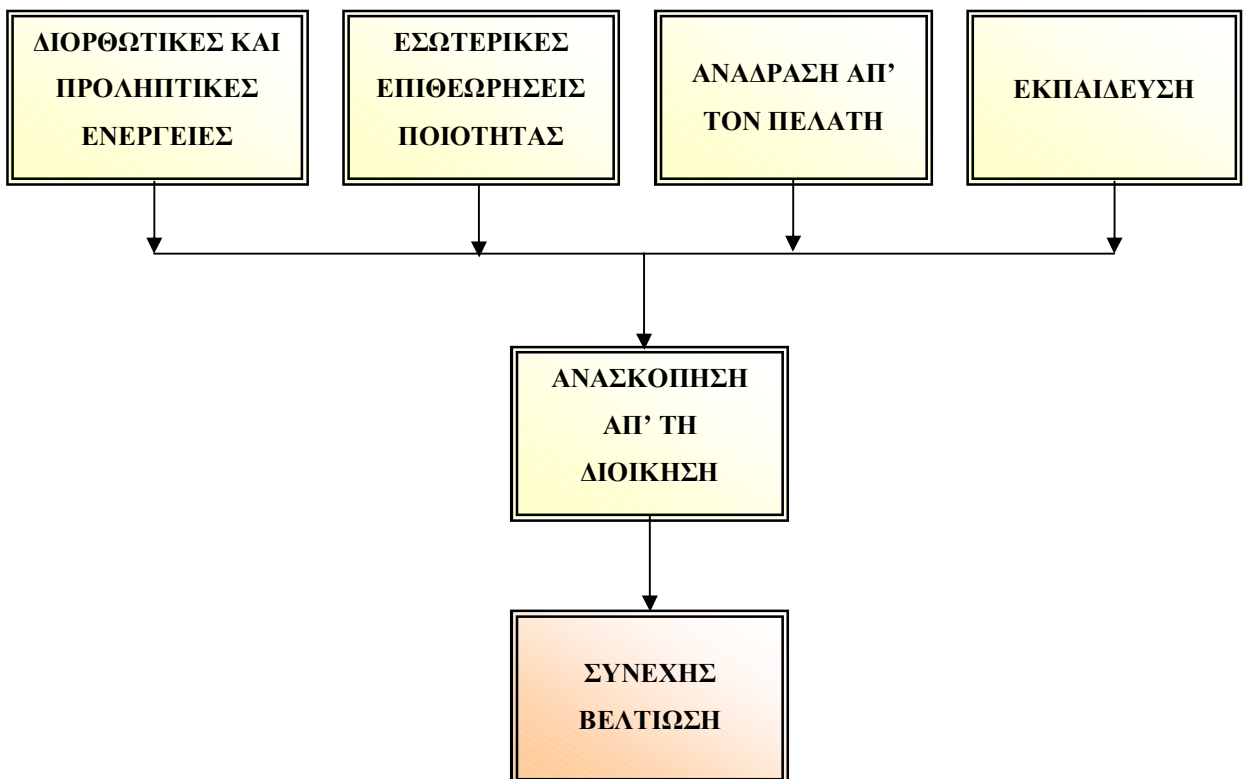 ΔΙΟΡΘΩΤΙΚΕΣ ΚΑΙ
ΠΡΟΛΗΠΤΙΚΕΣ
ΕΝΕΡΓΕΙΕΣ
ΕΣΩΤΕΡΙΚΕΣ
ΕΠΙΘΕΩΡΗΣΕΙΣ
ΠΟΙΟΤΗΤΑΣ
ΑΝΑΔΡΑΣΗ ΑΠ’
ΤΟΝ ΠΕΛΑΤΗ
ΕΚΠΑΙΔΕΥΣΗ
ΑΝΑΣΚΟΠΗΣΗ
ΑΠ’ ΤΗ
ΔΙΟΙΚΗΣΗ
ΣΥΝΕΧΗΣ
ΒΕΛΤΙΩΣΗ